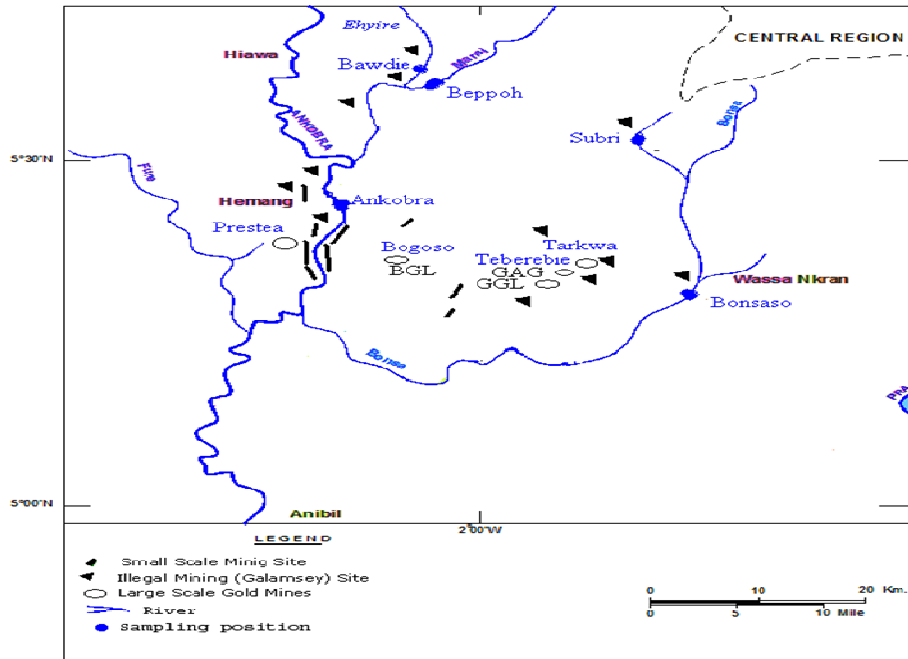 Ehyire
CENTRAL REGION
Hiawa
Bawdie
Beppoh
Bonsa
ANKOBRA
Subri
5°30'N
Hemang
Ankobra
Prestea
Bogoso
BGL
Tarkwa
Teberebie
GAG
GGL
Wassa Nkran
Bonsaso
Bonsa
5°00'N
Anibil
2°00'W
LEGEND
Small Scale Minig Site
Illegal Mining (Galamsey) Site
Large Scale Gold Mines
River
Sampling position
0 10 20 Km.
0 5 10 Mile